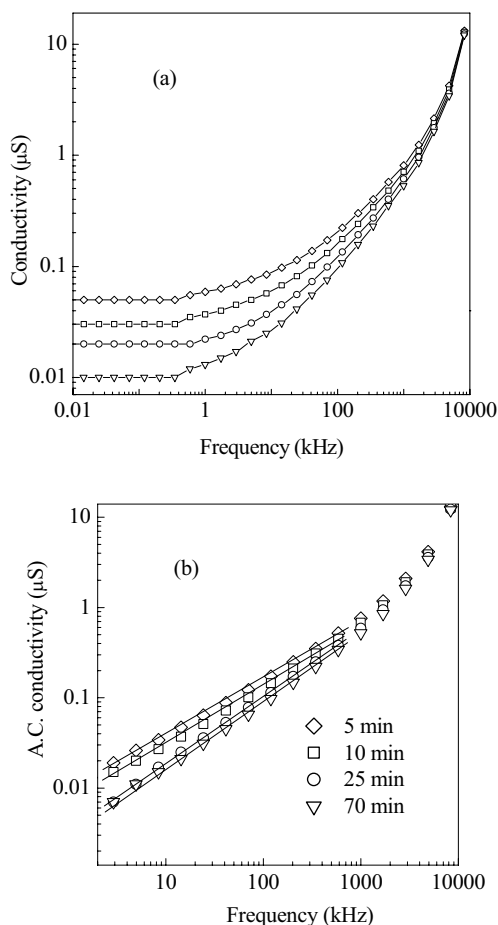 10
(a)
1
0.1
0.01
Conductivity (μS)
0.01 1 100 10000
Frequency (kHz)
10
(b)
1
0.1
0.01
A.C. conductivity (μS)
5 min
10 min
25 min
70 min
10 100 1000 10000
Frequency (kHz)